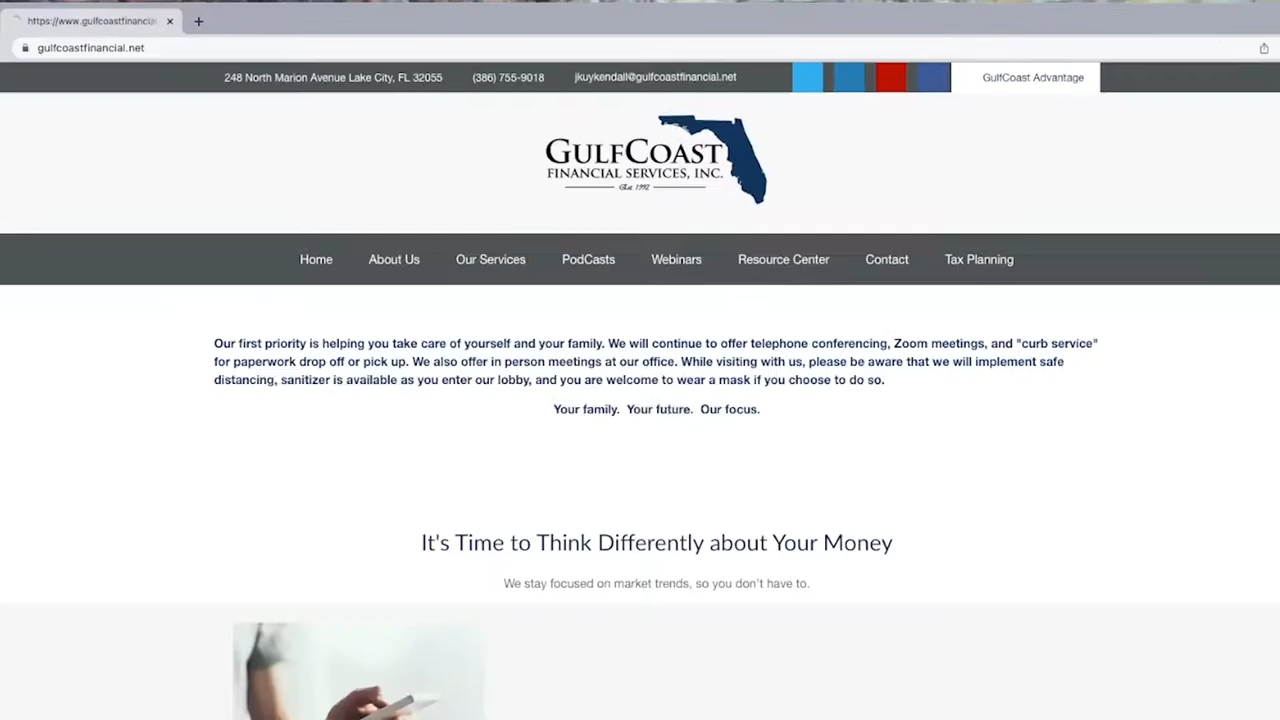 https://www.gulfcoastfinancia
gulfcoastfinancial.net
248 North Marion Avenue Lake City, FL 32055 (386) 755-9018 jkuykendall@gulfcoastfinancial.net GulfCoast Advantage
GULFCOAST
FINANCIAL SERVICES, INC.
Est. 1992
Home About Us Our Services PodCasts Webinars Resource Center Contact Tax Planning
Our first priority is helping you take care of yourself and your family. We will continue to offer telephone conferencing, Zoom meetings, and "curb service"
for paperwork drop off or pick up. We also offer in person meetings at our office. While visiting with us, please be aware that we will implement safe
distancing, sanitizer is available as you enter our lobby, and you are welcome to wear a mask if you choose to do so.
Your family. Your future. Our focus.
It's Time to Think Differently about Your Money
We stay focused on market trends, so you don't have to.